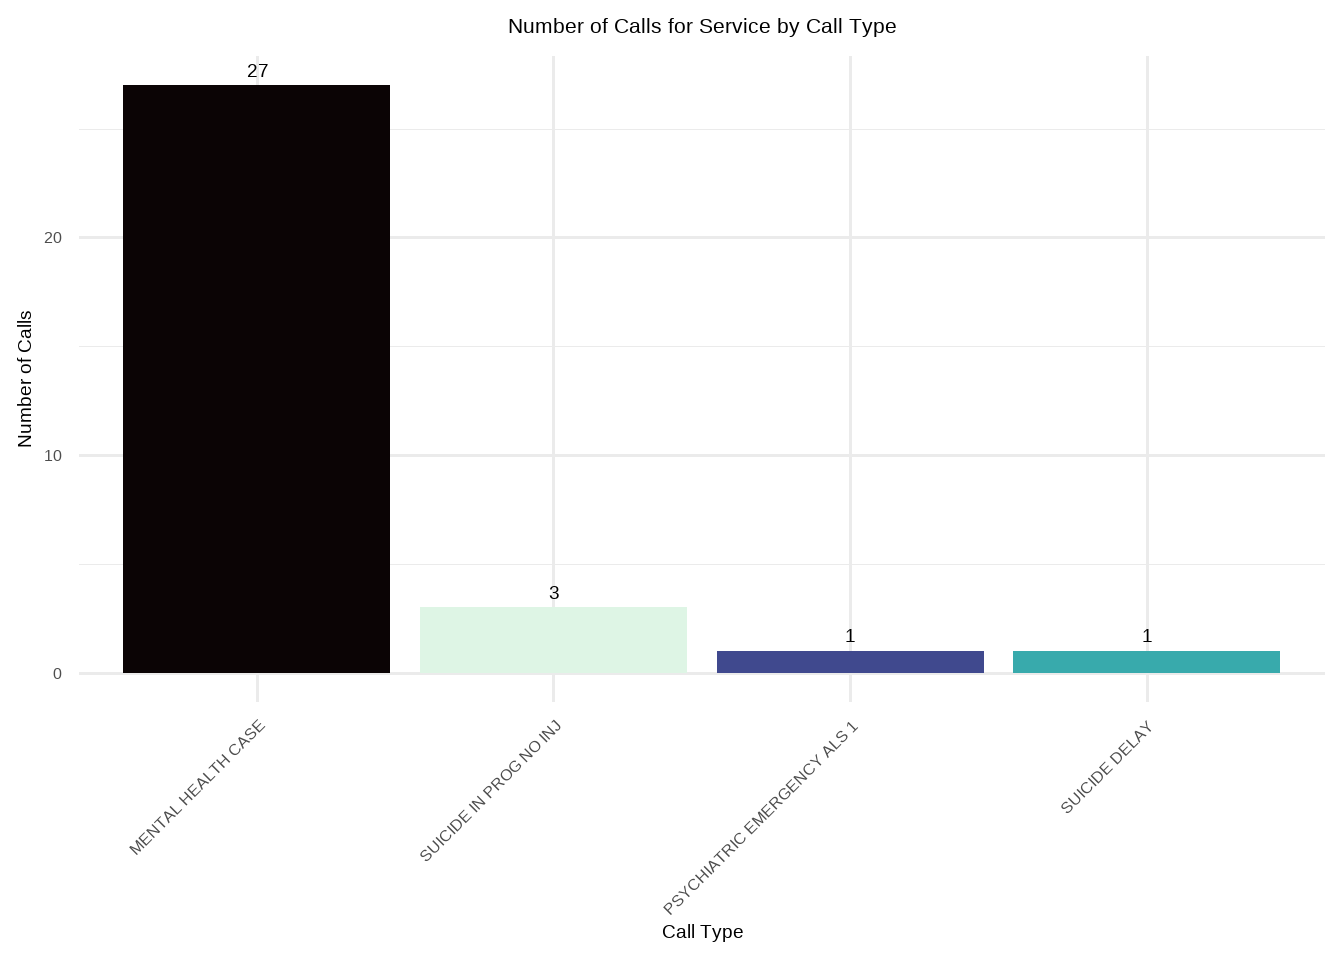 Number of Calls for Service by Call Type
27
3
1
1
20
10
0
Number of Calls
MENTAL HEALTH CASE
SUICIDE IN PROG NO INJ
PSYCHIATRIC EMERGENCY ALS 1
SUICIDE DELAY
Call Type